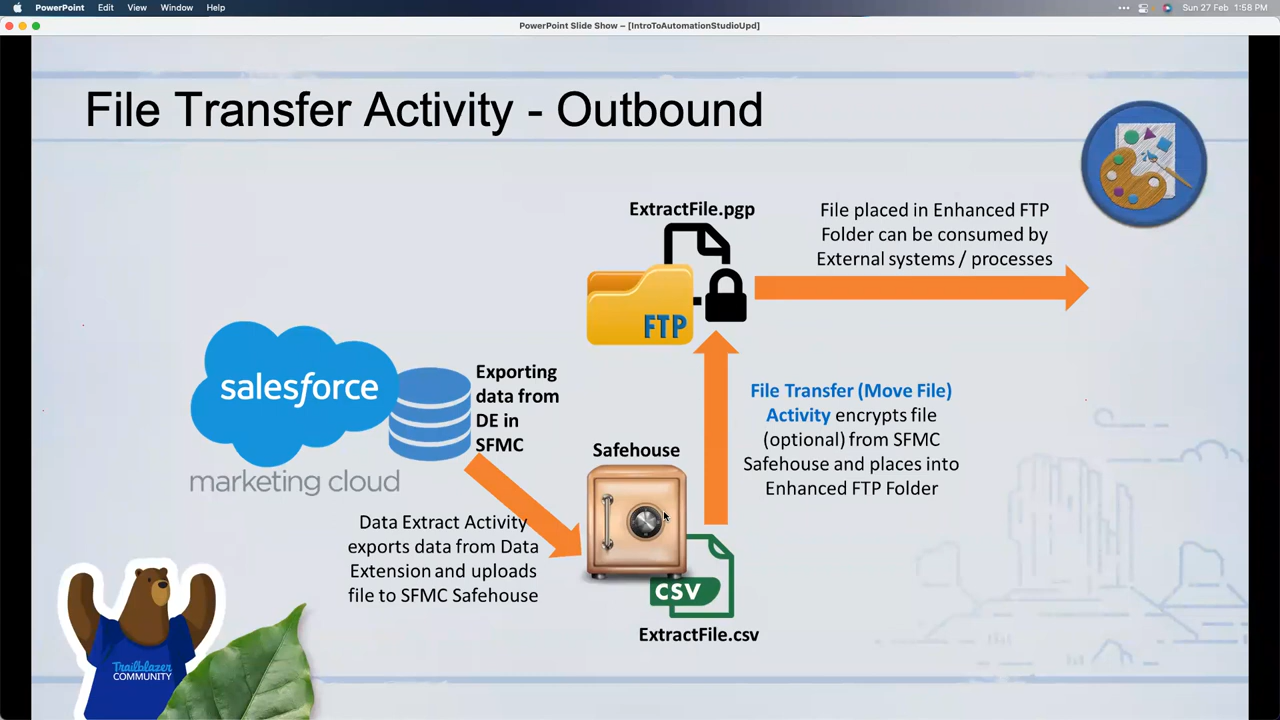 PowerPoint Edit View Window Help
Sun 27 Feb 1:58 PM
PowerPoint Slide Show – [IntroToAutomationStudioUpd]
File Transfer Activity - Outbound
ExtractFile.pgp
FTP
File placed in Enhanced FTP
Folder can be consumed by
External systems / processes
salesforce
marketing cloud
Exporting
data from
DE in
SFMC
File Transfer (Move File)
Activity encrypts file
(optional) from SFMC
Safehouse and places into
Enhanced FTP Folder
Safehouse
Data Extract Activity
exports data from Data
Extension and uploads
file to SFMC Safehouse
CSV
ExtractFile.csv
Trailblazer
COMMUNITY